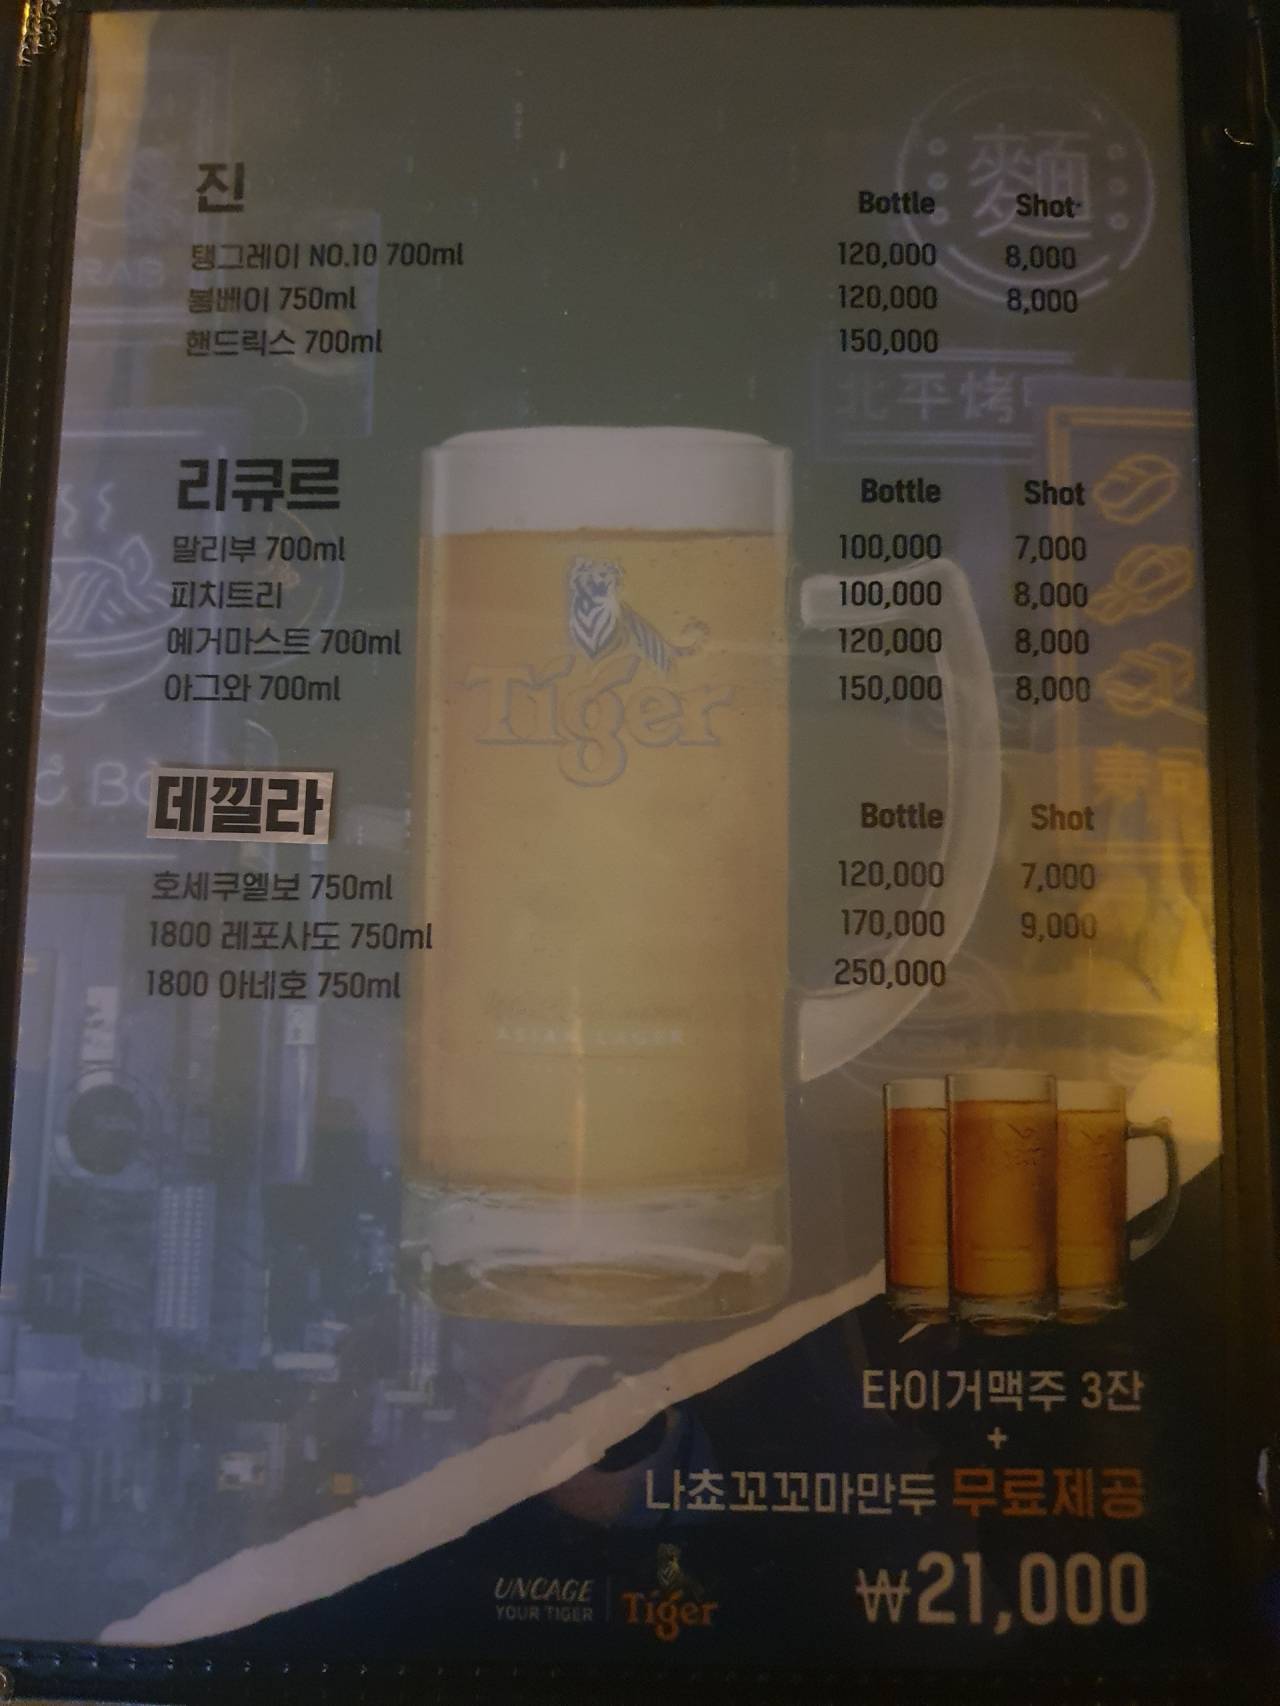 진
Bottle Shot
탱그레이 NO.10 700ml 120,000 8,000
봄베이 750ml 120,000 8,000
핸드릭스 700ml 150,000
리큐르
Bottle Shot
말리부 700ml 100,000 7,000
피치트리 100,000 8,000
예거마스트 700ml 120,000 8,000
아그와 700ml 150,000 8,000
데낄라
Bottle Shot
호세쿠엘보 750ml 120,000 7,000
1800 레포사도 750ml 170,000 9,000
1800 아네호 750ml 250,000
麵
北平烤
寿司
Tiger
타이거맥주 3잔
+
나쵸꼬꼬마만두 무료제공
₩21,000
UNCAGE
YOUR TIGER
Tiger